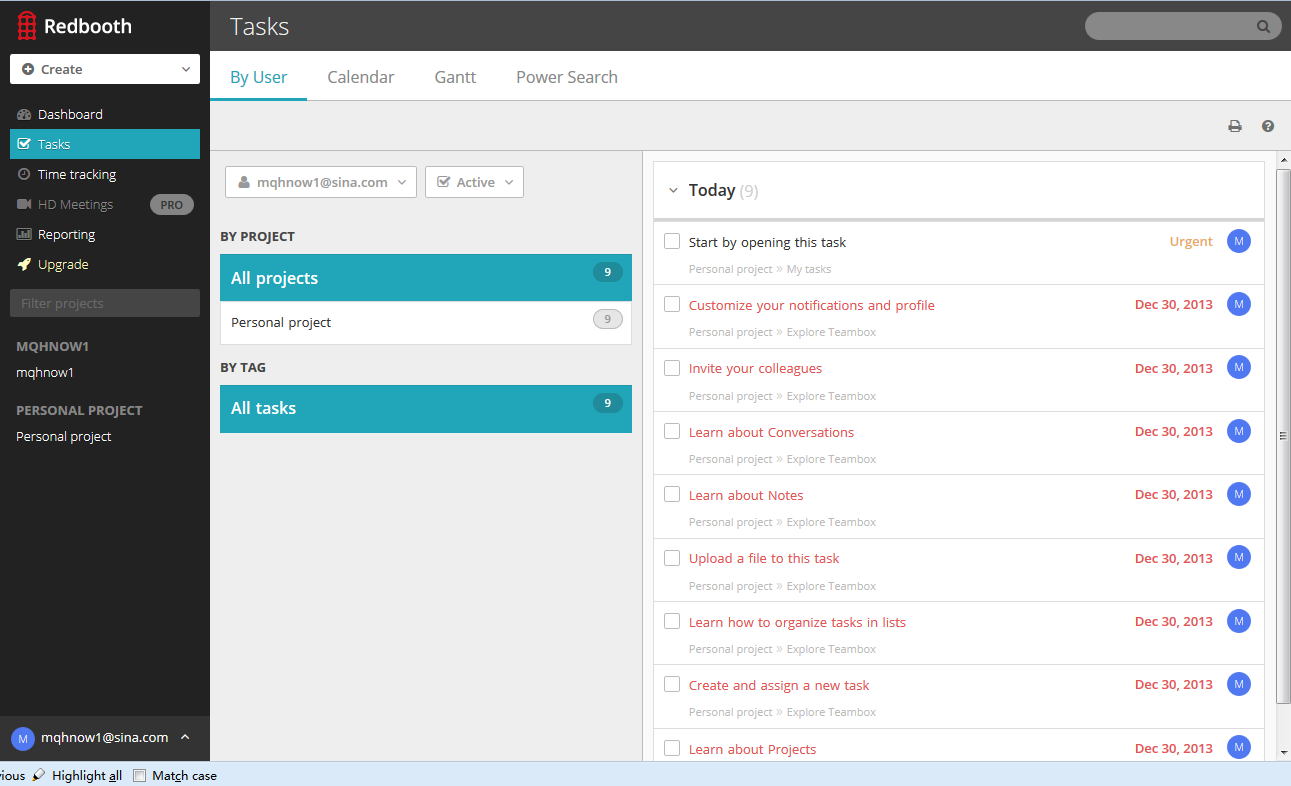 Redbooth
Tasks
Create
By User
Calendar
Gantt
Power Search
Dashboard
Tasks
Time tracking
HD Meetings
PRO
Reporting
Upgrade
Filter projects
MQHNOW1
mqhnow1
PERSONAL PROJECT
Personal project
mqhnow1@sina.com
mqhnow1@sina.com
Active
BY PROJECT
All projects
9
Personal project
9
BY TAG
All tasks
9
Today (9)
Start by opening this task
Urgent
M
Personal project » My tasks
Customize your notifications and profile
Dec 30, 2013
M
Personal project » Explore Teambox
Invite your colleagues
Dec 30, 2013
M
Personal project » Explore Teambox
Learn about Conversations
Dec 30, 2013
M
Personal project » Explore Teambox
Learn about Notes
Dec 30, 2013
M
Personal project » Explore Teambox
Upload a file to this task
Dec 30, 2013
M
Personal project » Explore Teambox
Learn how to organize tasks in lists
Dec 30, 2013
M
Personal project » Explore Teambox
Create and assign a new task
Dec 30, 2013
M
Personal project » Explore Teambox
Learn about Projects
Dec 30, 2013
M
M
vious
Highlight all
Match case